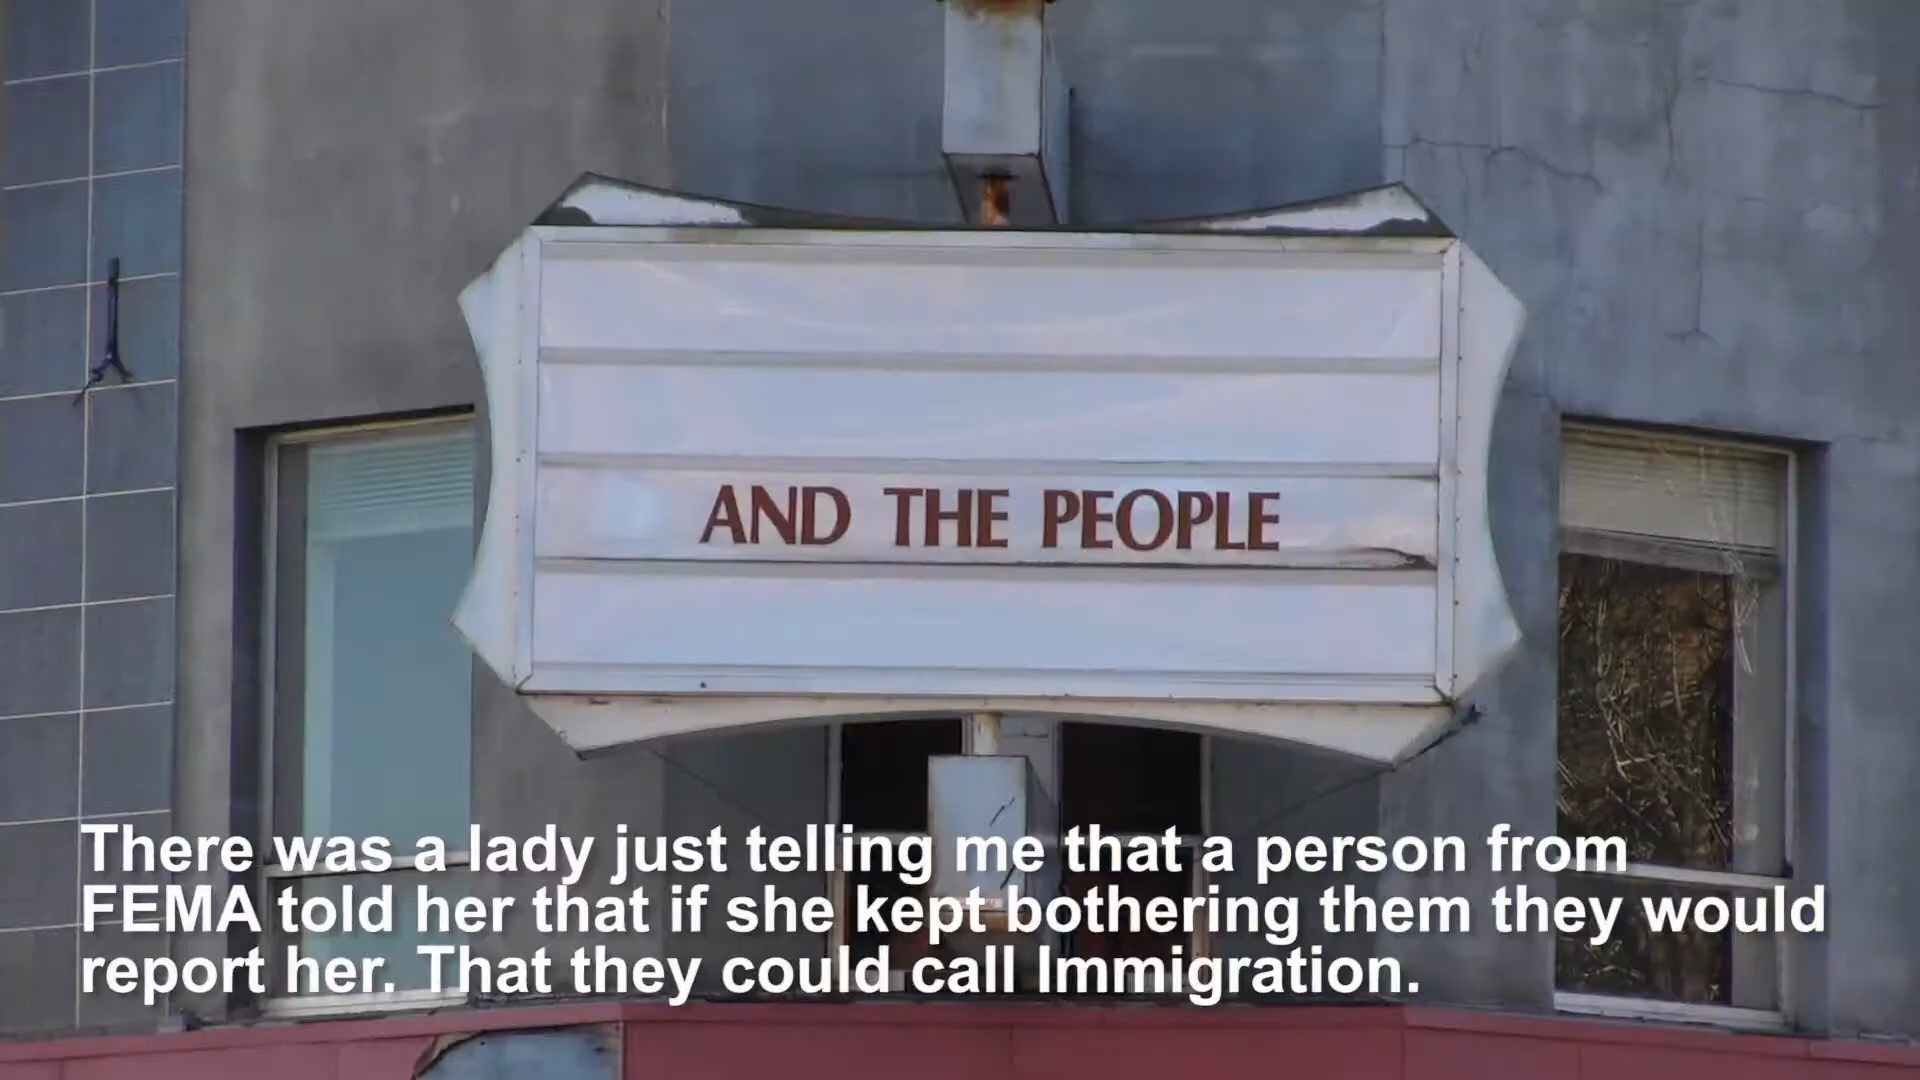 AND THE PEOPLE
There was a lady just telling me that a person from
FEMA told her that if she kept bothering them they would
report her. That they could call Immigration.